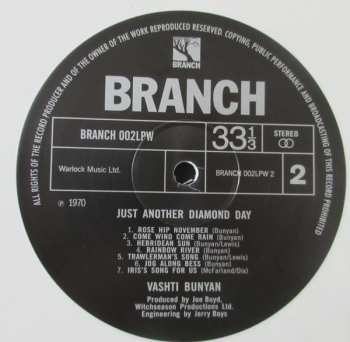 ALL RIGHTS OF THE RECORD PRODUCER AND OF THE OWNER OF THE WORK REPRODUCED RESERVED. COPYING, PUBLIC PERFORMANCE AND BROADCASTING OF THIS RECORD PROHIBITED
BRANCH
BRANCH
BRANCH 002LPW
33 1/3
STEREO
Warlock Music Ltd.
BRANCH 002LPW 2
2
℗ 1970
JUST ANOTHER DIAMOND DAY
1. ROSE HIP NOVEMBER (Bunyan)
2. COME WIND COME RAIN (Bunyan)
3. HEBRIDEAN SUN (Bunyan/Lewis)
4. RAINBOW RIVER (Bunyan)
5. TRAWLERMAN'S SONG (Bunyan/Lewis)
6. JOG ALONG BESS (Bunyan)
7. IRIS'S SONG FOR US (McFarland/Dix)
VASHTI BUNYAN
Produced by Joe Boyd,
Witchseason Productions Ltd.
Engineered by Jerry Boys